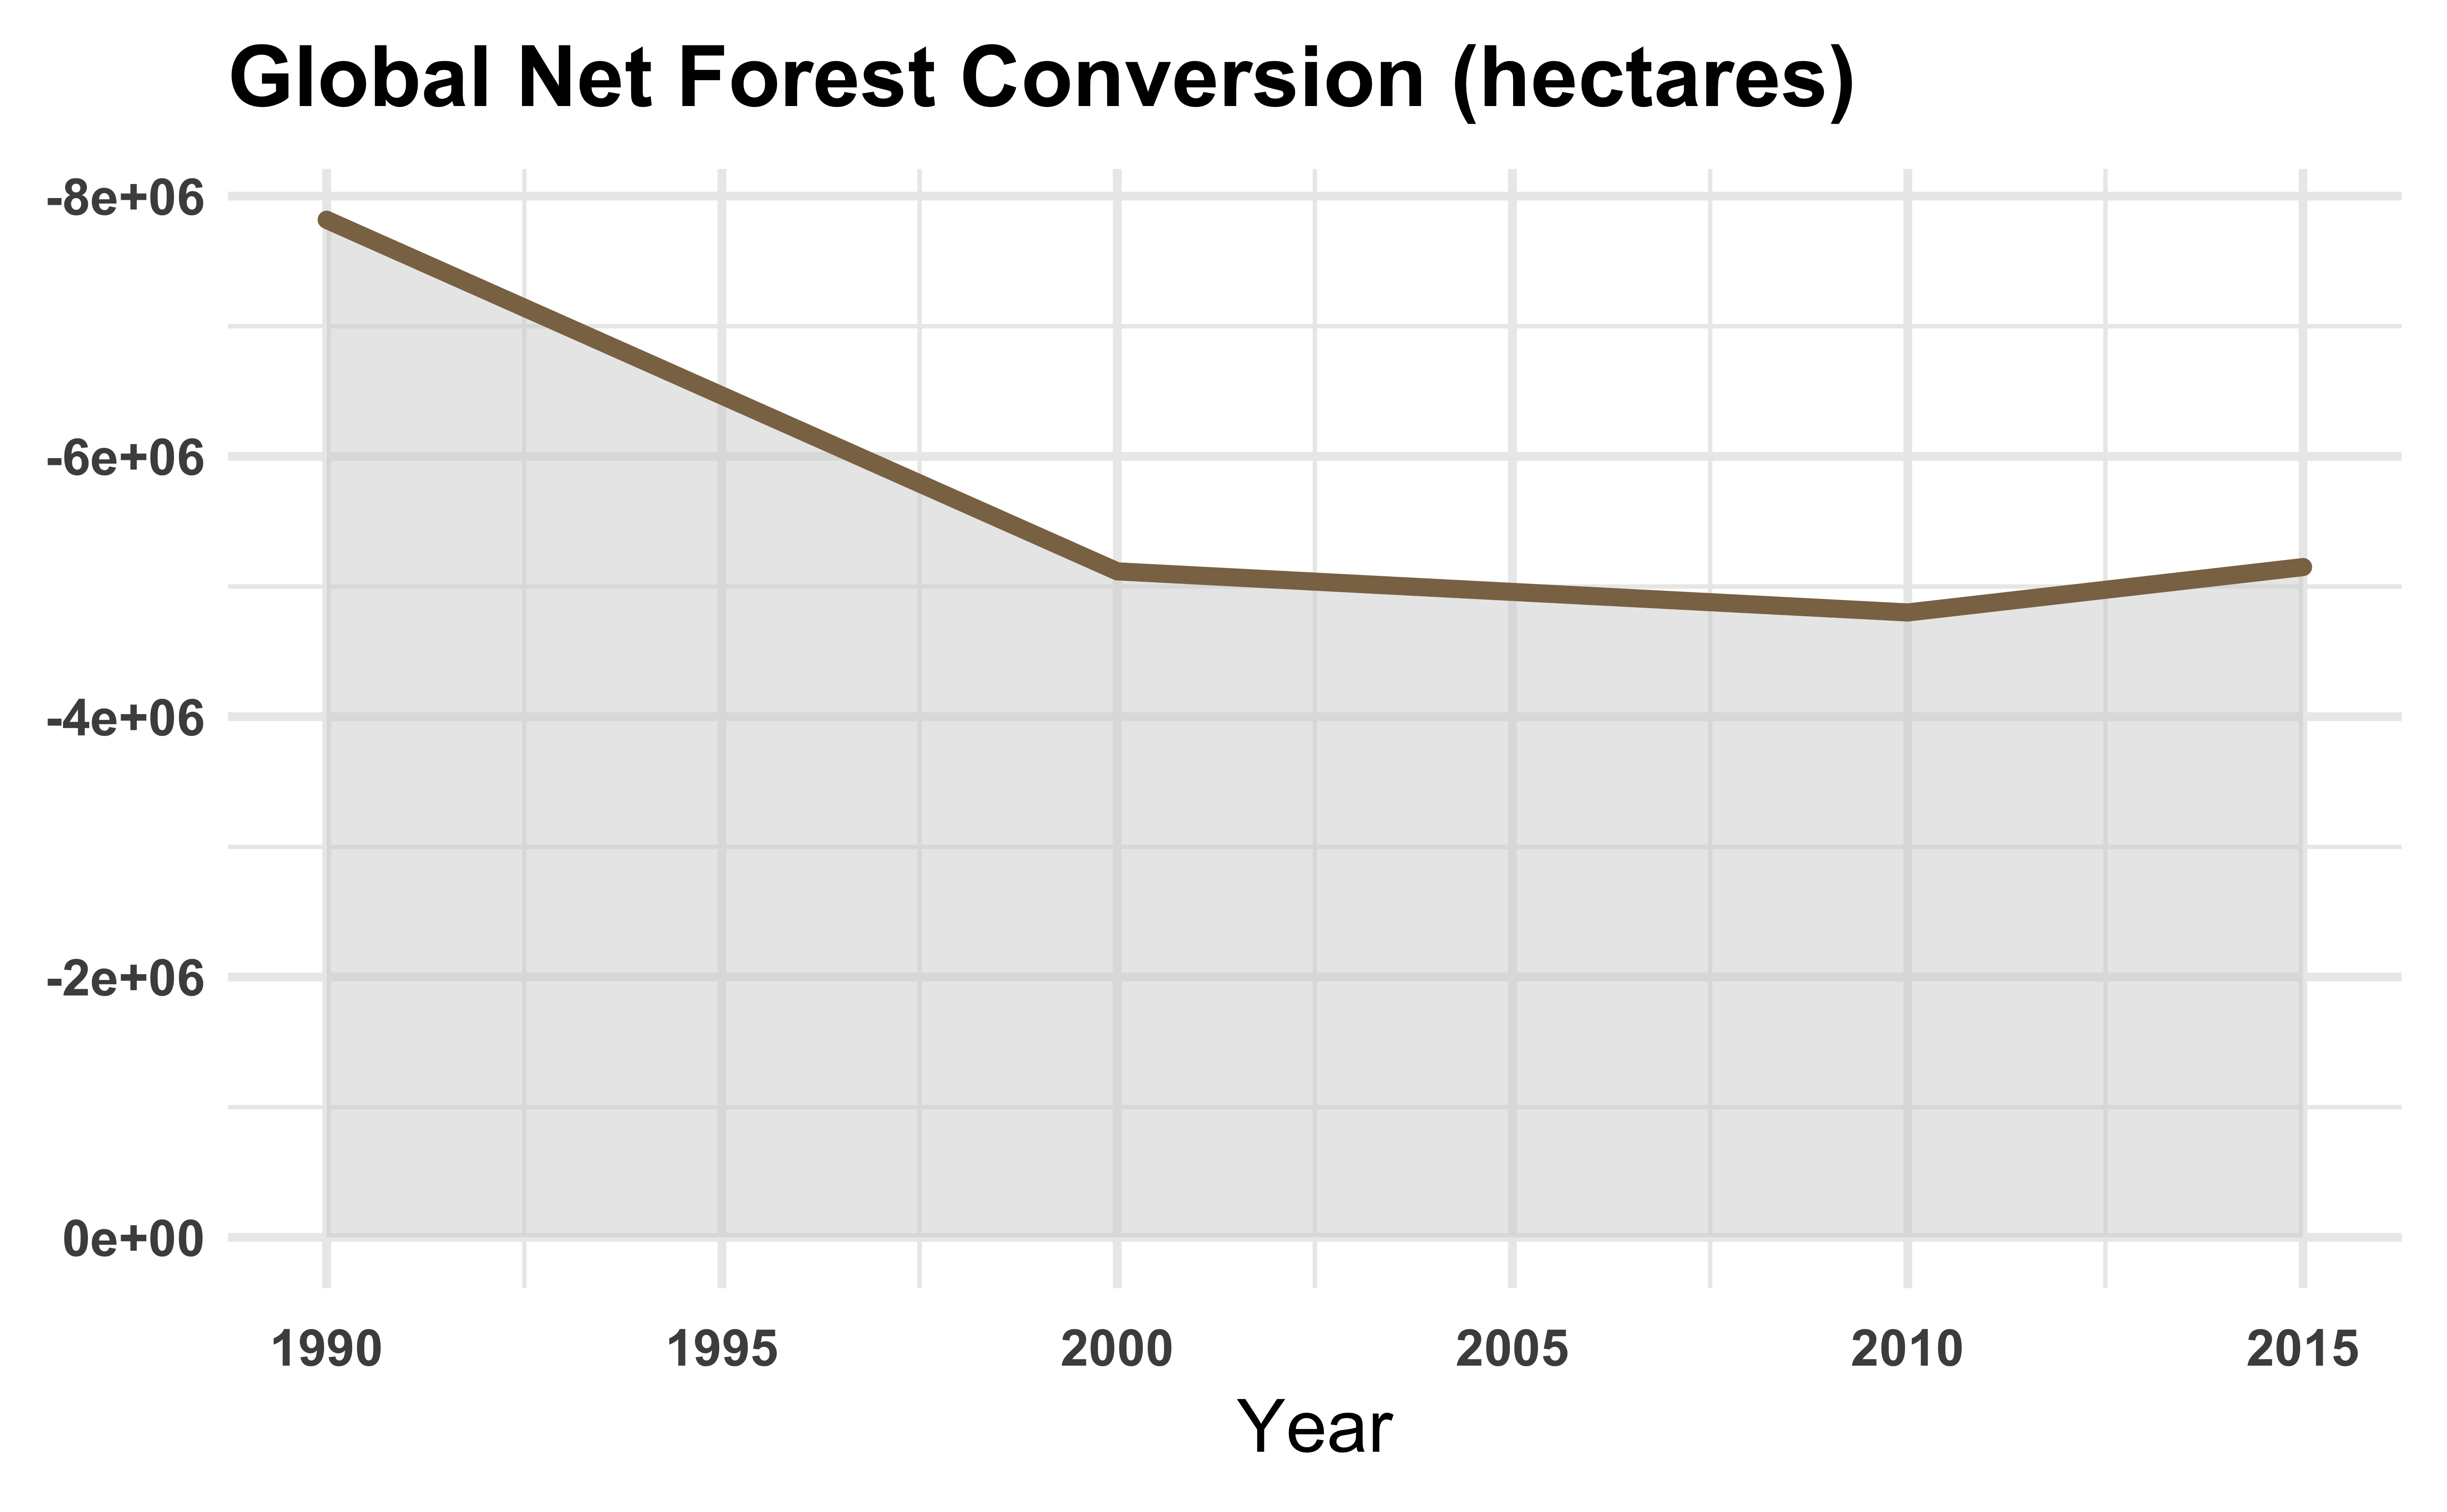 Global Net Forest Conversion (hectares)
-8e+06
-6e+06
-4e+06
-2e+06
0e+00
1990 1995 2000 2005 2010 2015
Year